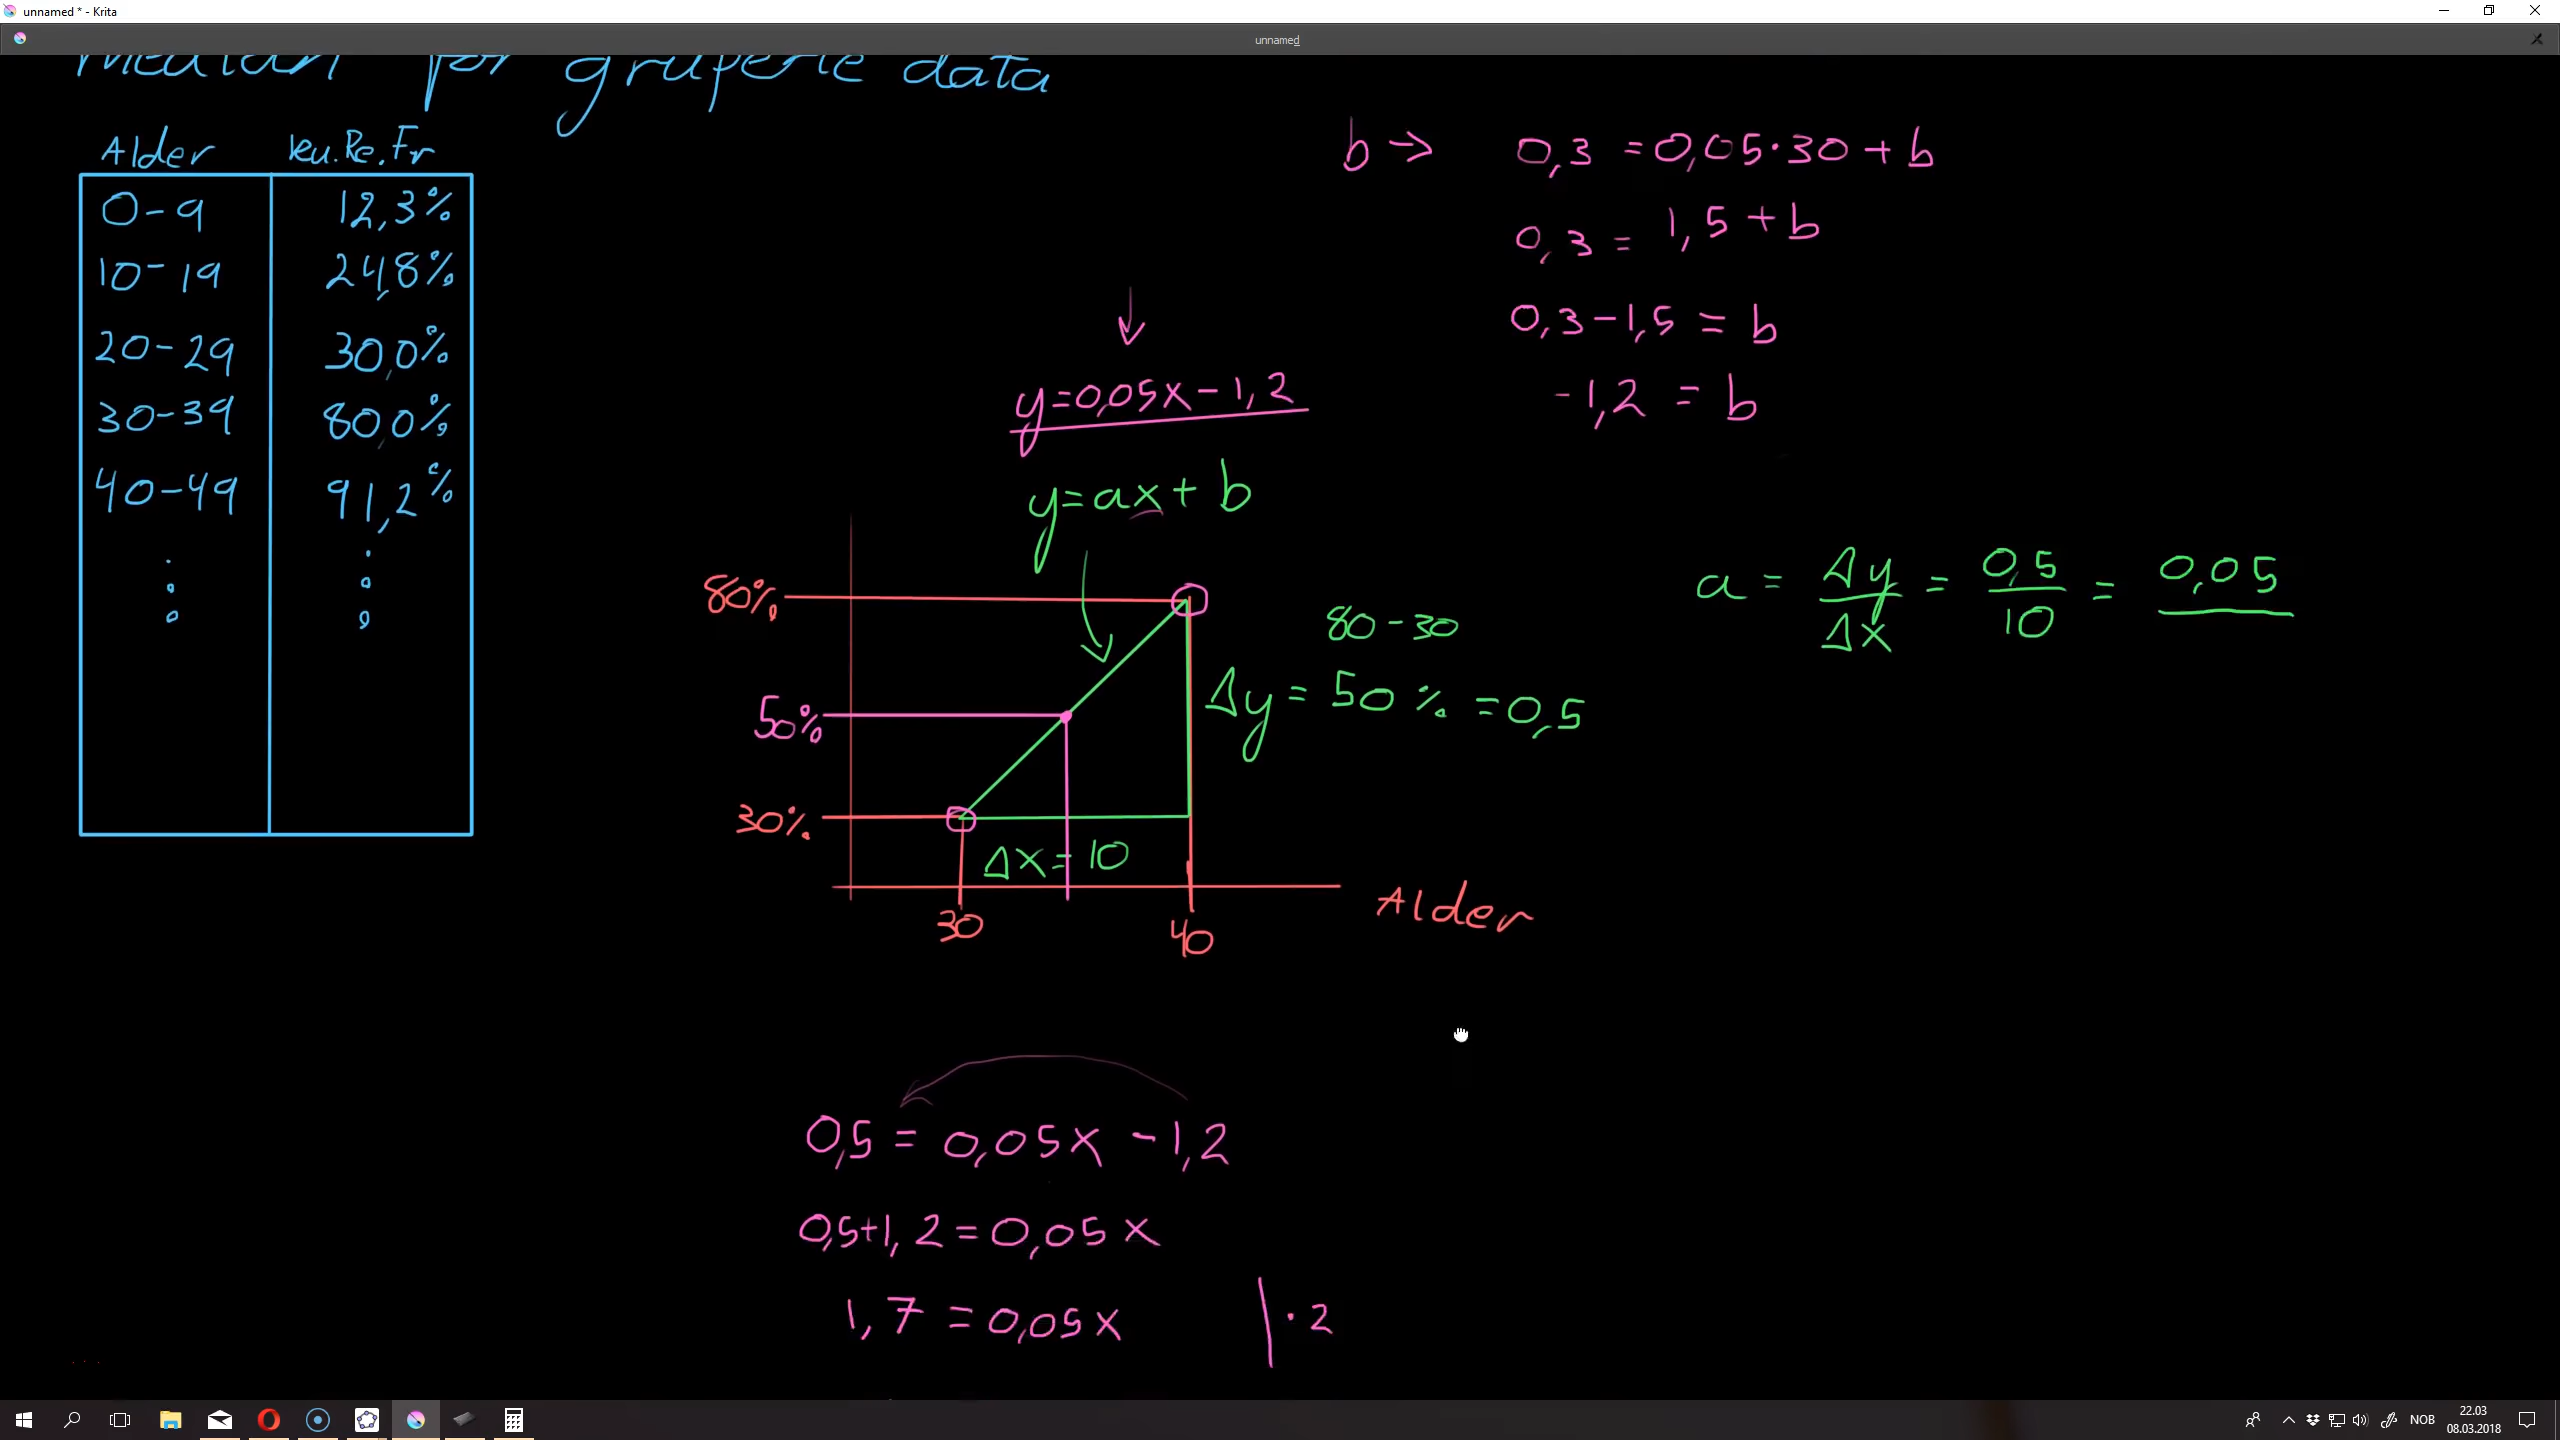 unnamed * - Krita
unnamed
median for grupperte data
Alder Ku.Re.Fr
0-9 12,3%
10-19 24,8%
20-29 30,0%
30-39 80,0%
40-49 91,2%
b → 0,3 = 0,05·30 + b
0,3 = 1,5 + b
0,3 - 1,5 = b
-1,2 = b
y = 0,05x - 1,2
y = ax + b
a = Δy/Δx = 0,5/10 = 0,05
80%
80 - 30
Δy = 50 % = 0,5
50%
30%
Δx = 10
30 40 Alder
0,5 = 0,05x - 1,2
0,5+1,2 = 0,05x
1,7 = 0,05x | · 2
NOB
22.03
08.03.2018